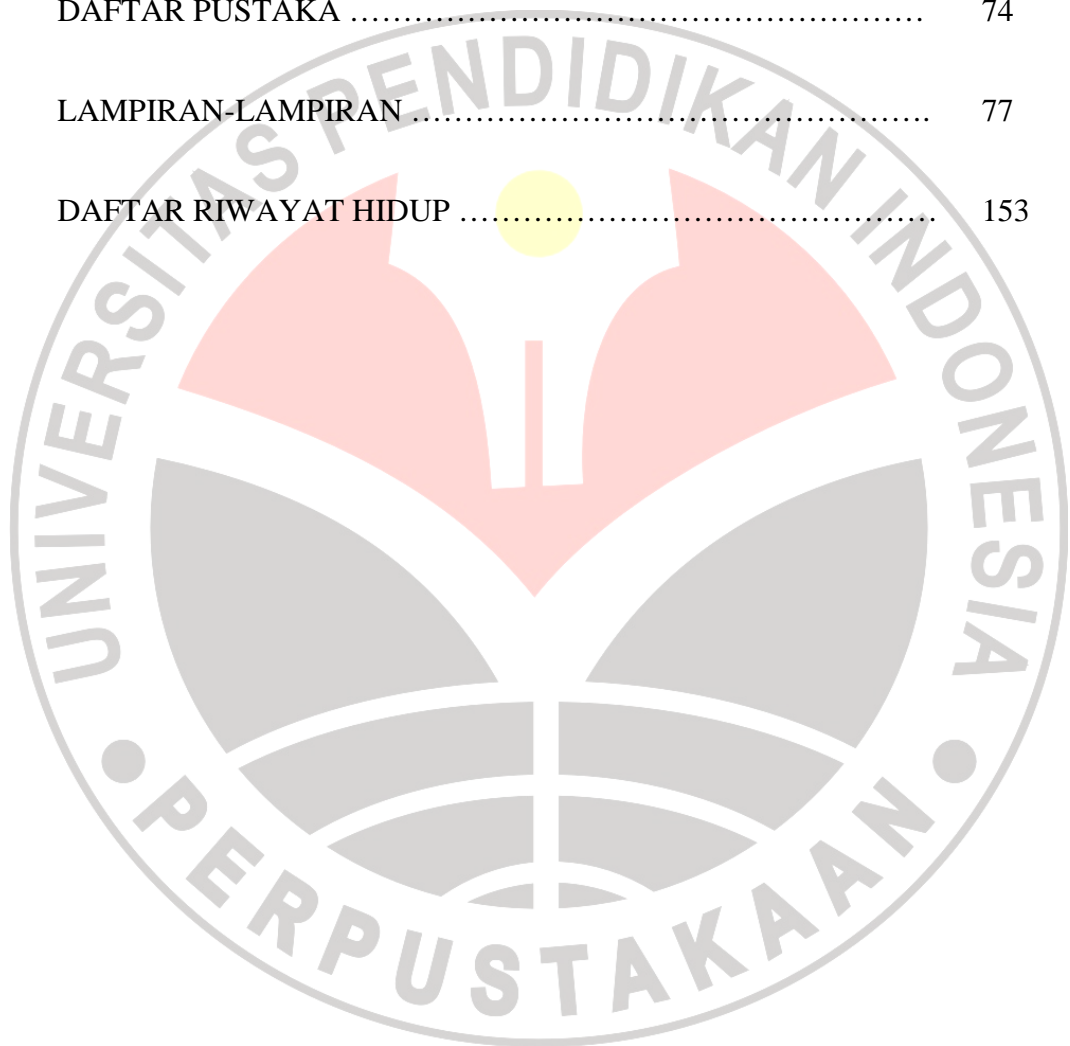 DAFTAR PUSTAKA ……………………………………………… 74
LAMPIRAN-LAMPIRAN …………………………………………. 77
DAFTAR RIWAYAT HIDUP ……………………………………… 153
UNIVERSITAS PENDIDIKAN INDONESIA
PERPUSTAKAAN